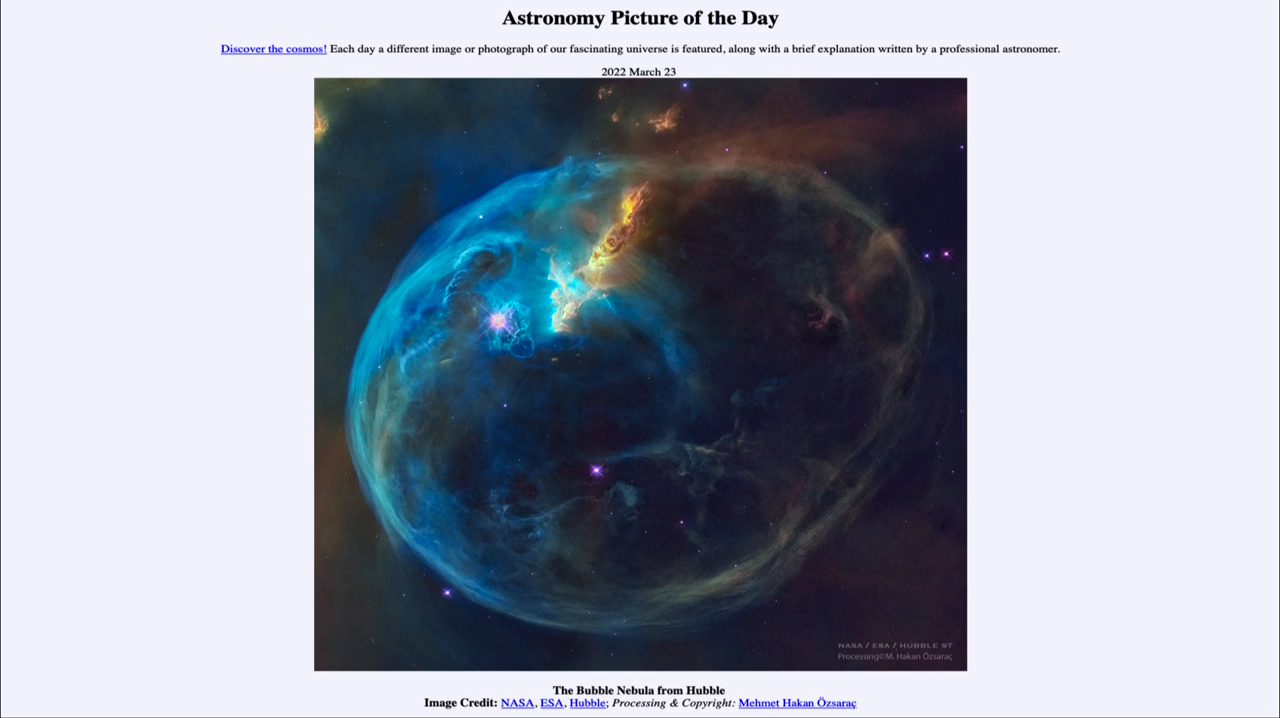 Astronomy Picture of the Day
Discover the cosmos! Each day a different image or photograph of our fascinating universe is featured, along with a brief explanation written by a professional astronomer.
2022 March 23
NASA / ESA / HUBBLE ST
Processing©M. Hakan Özsaraç
The Bubble Nebula from Hubble
Image Credit: NASA, ESA, Hubble; Processing & Copyright: Mehmet Hakan Özsaraç